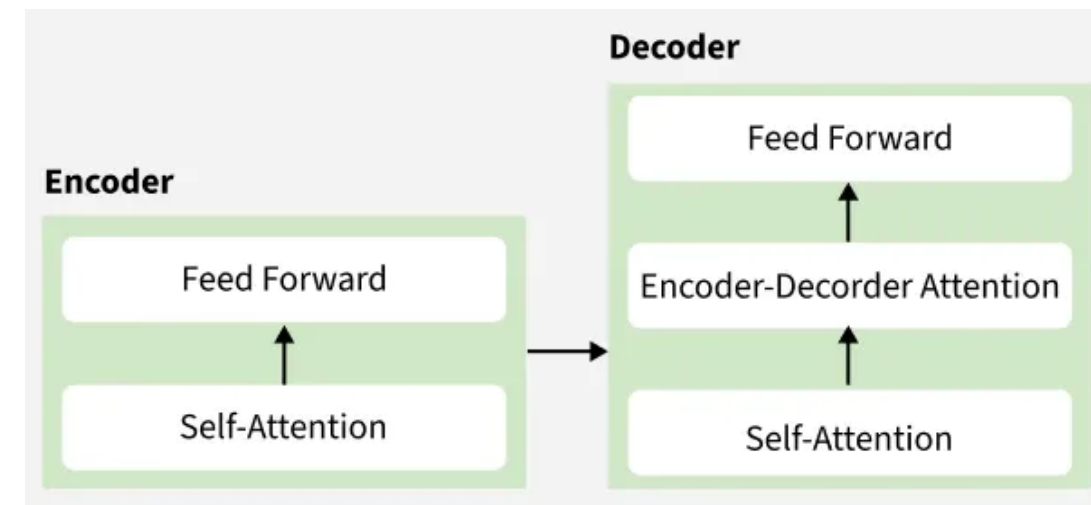 Encoder
Feed Forward
Self-Attention
Decoder
Feed Forward
Encoder-Decorder Attention
Self-Attention